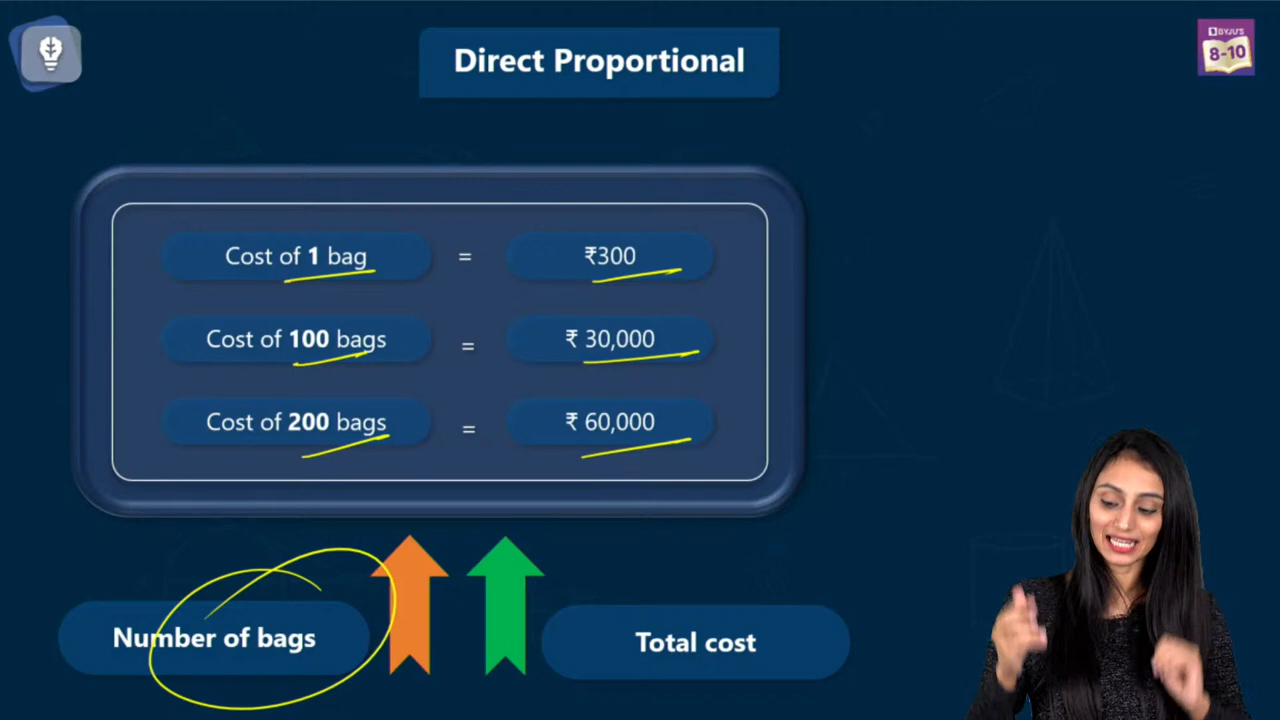 Direct Proportional
BYJU'S
8-10
Cost of 1 bag = ₹300
Cost of 100 bags = ₹ 30,000
Cost of 200 bags = ₹ 60,000
Number of bags
Total cost